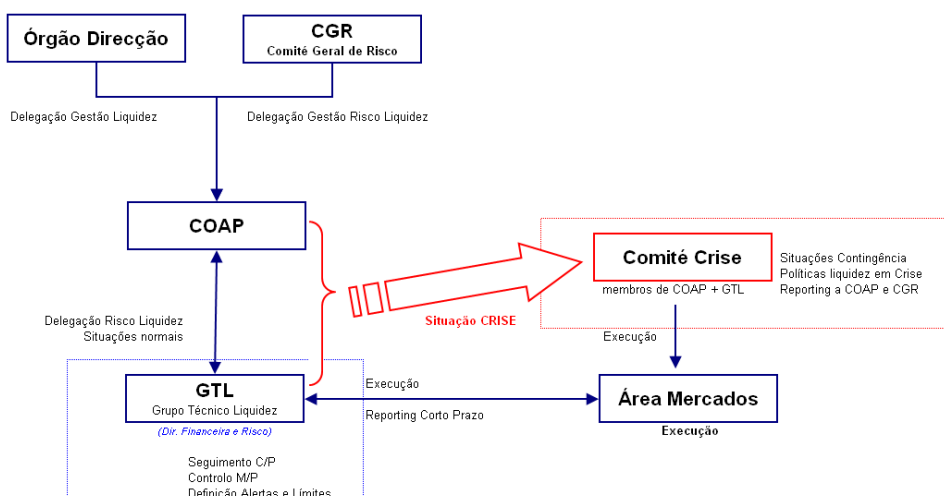 Órgão Direcção
CGR
Comité Geral de Risco
Delegação Gestão Liquidez
Delegação Gestão Risco Liquidez
COAP
Comité Crise
membros de COAP + GTL
Situações Contingência
Políticas liquidez em Crise
Reporting a COAP e CGR
Situação CRISE
Delegação Risco Liquidez
Situações normais
Execução
GTL
Grupo Técnico Liquidez
(Dir. Financeira e Risco)
Execução
Reporting Corto Prazo
Área Mercados
Execução
Seguimento C/P
Controlo M/P
Definição Alertas e Límites